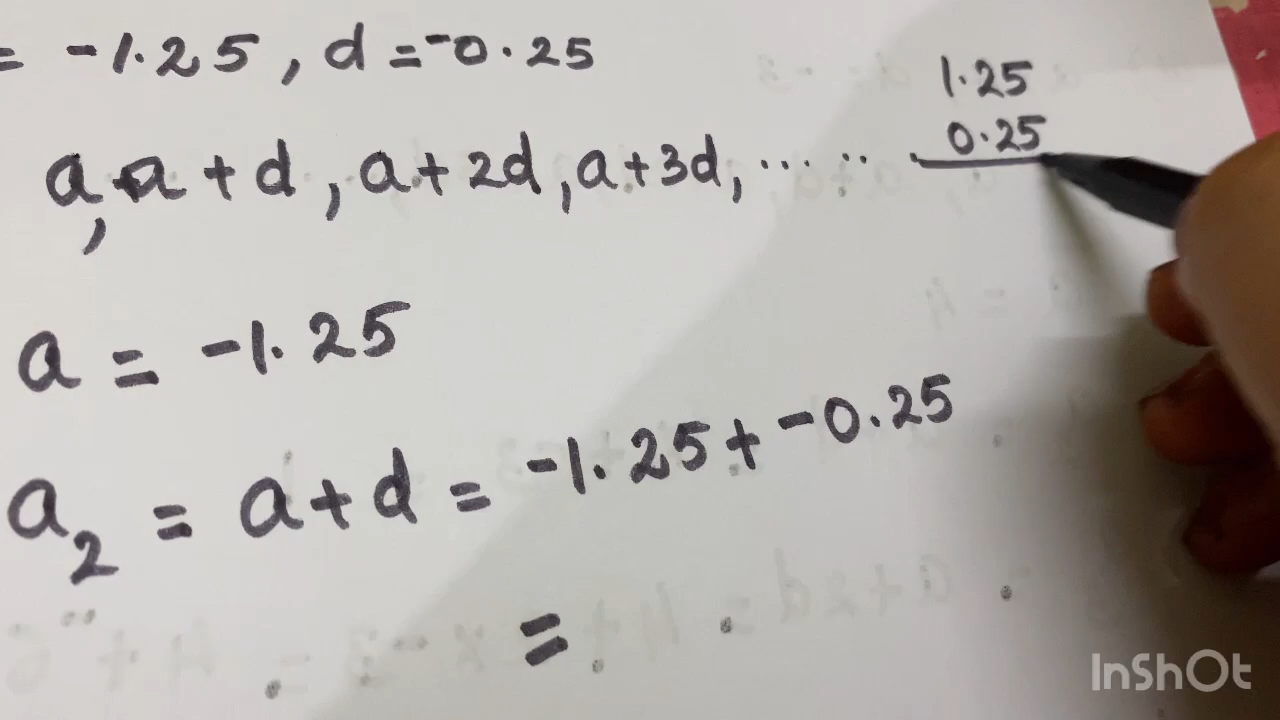 = -1.25, d = -0.25
1.25
0.25
a, a + d, a + 2d, a + 3d, ........
a = -1.25
a2 = a + d = -1.25 + -0.25
=
InShOt